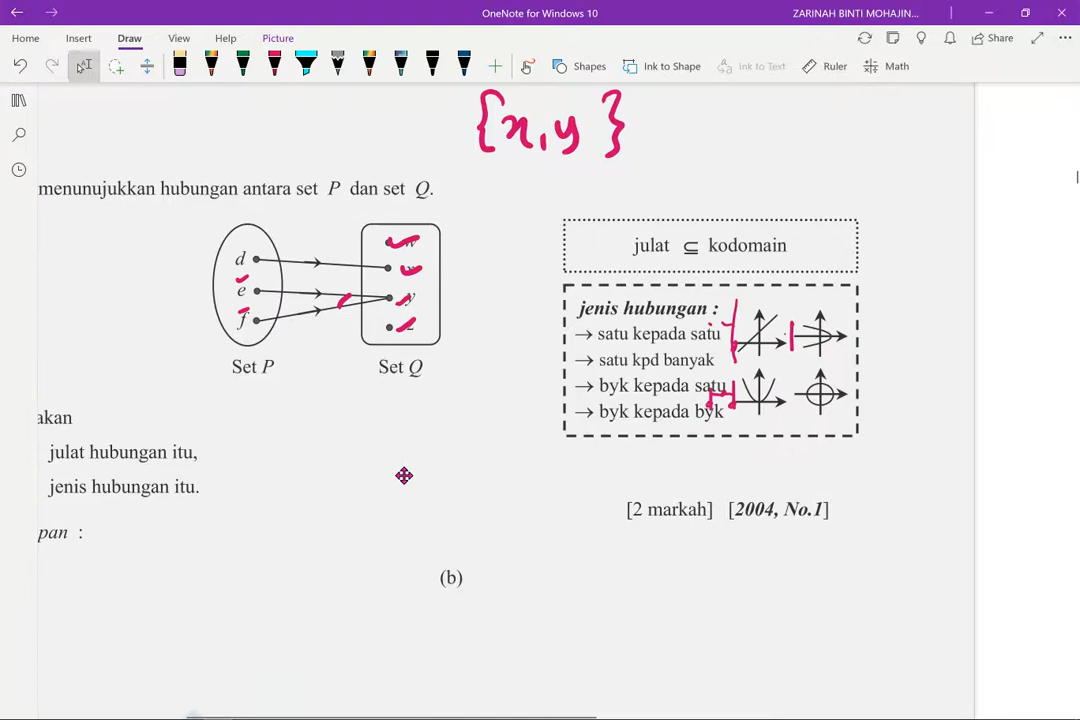 OneNote for Windows 10
ZARINAH BINTI MOHAJIN...
Home
Insert
Draw
View
Help
Picture
Share
Shapes
Ink to Shape
Ink to Text
Ruler
Math
{x, y}
menunujukkan hubungan antara set P dan set Q.
d
e
f
y
Set P
Set Q
julat ⊆ kodomain
jenis hubungan :
→ satu kepada satu
→ satu kpd banyak
→ byk kepada satu
→ byk kepada byk
akan
julat hubungan itu,
jenis hubungan itu.
[2 markah] [2004, No.1]
pan :
(b)